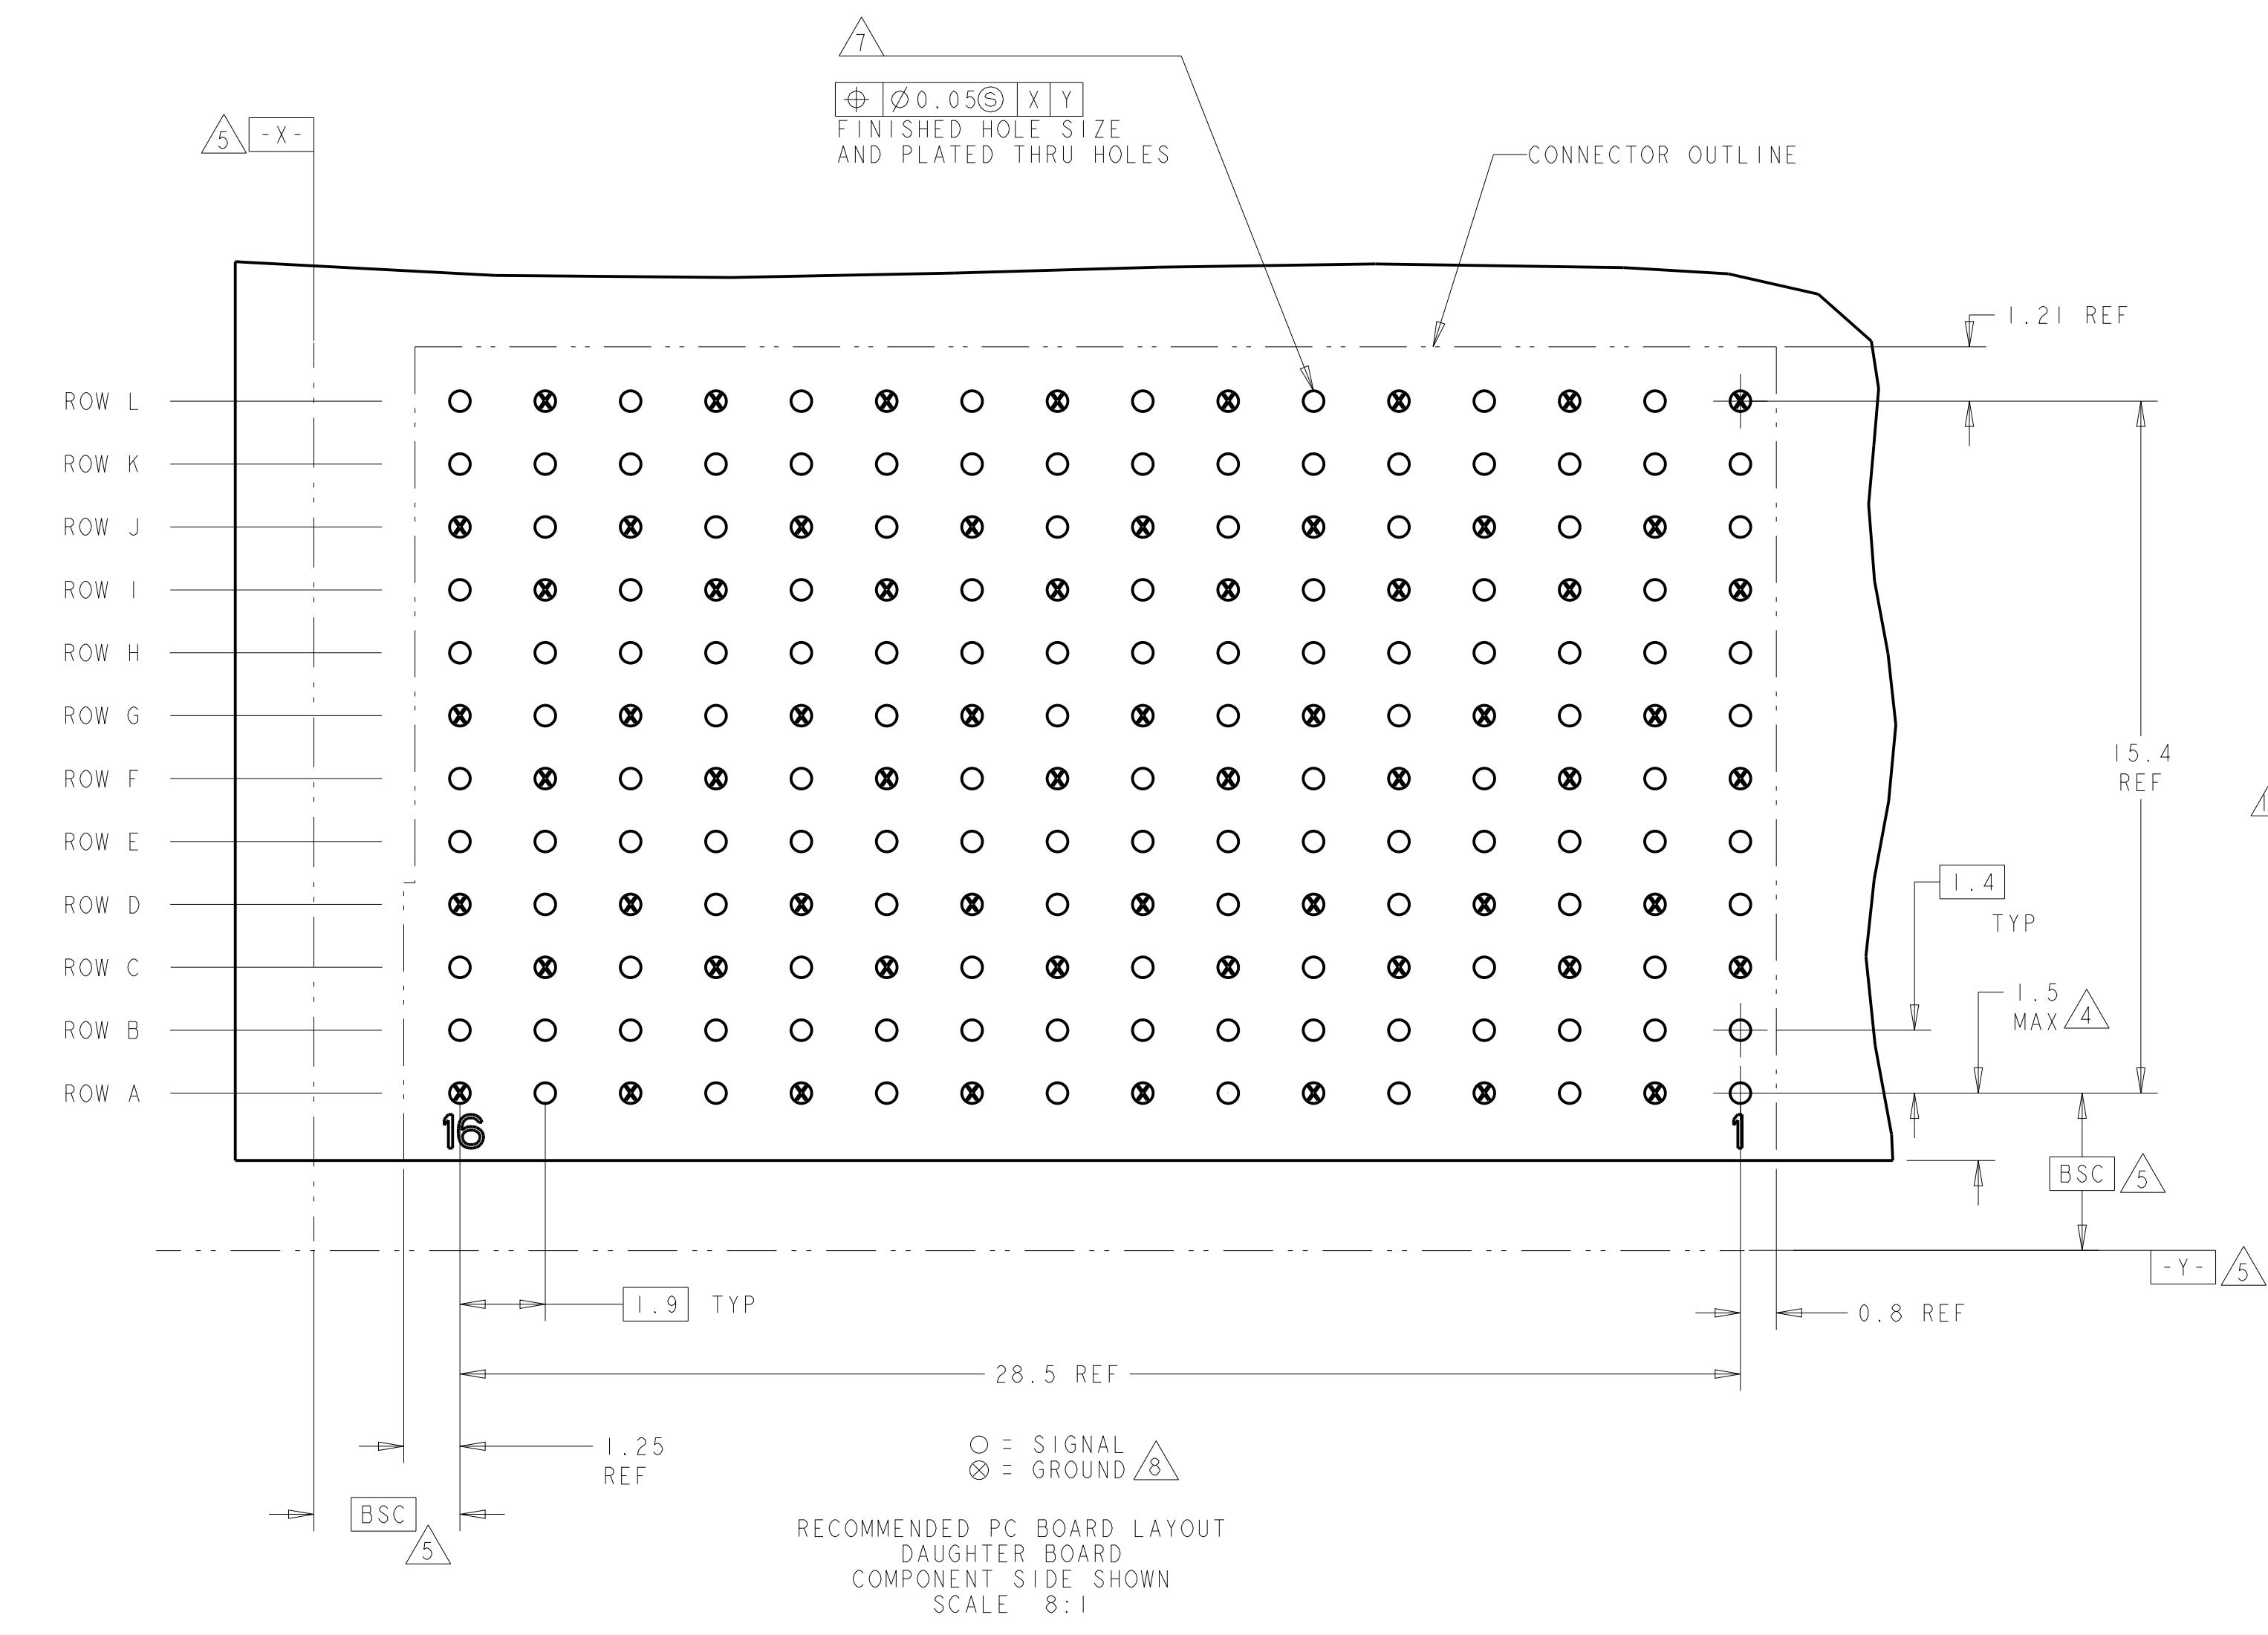 7
⌖ ⌀0.05Ⓢ X Y
FINISHED HOLE SIZE
AND PLATED THRU HOLES
5 -X-
CONNECTOR OUTLINE
1.21 REF
ROW L
ROW K
ROW J
ROW I
ROW H
ROW G
ROW F
ROW E
ROW D
ROW C
ROW B
ROW A
15.4
REF
1.4
TYP
1.5
MAX 4
16
1
BSC 5
-Y- 5
1.9 TYP
0.8 REF
28.5 REF
1.25
REF
BSC
5
= SIGNAL
= GROUND 8
RECOMMENDED PC BOARD LAYOUT
DAUGHTER BOARD
COMPONENT SIDE SHOWN
SCALE 8:1